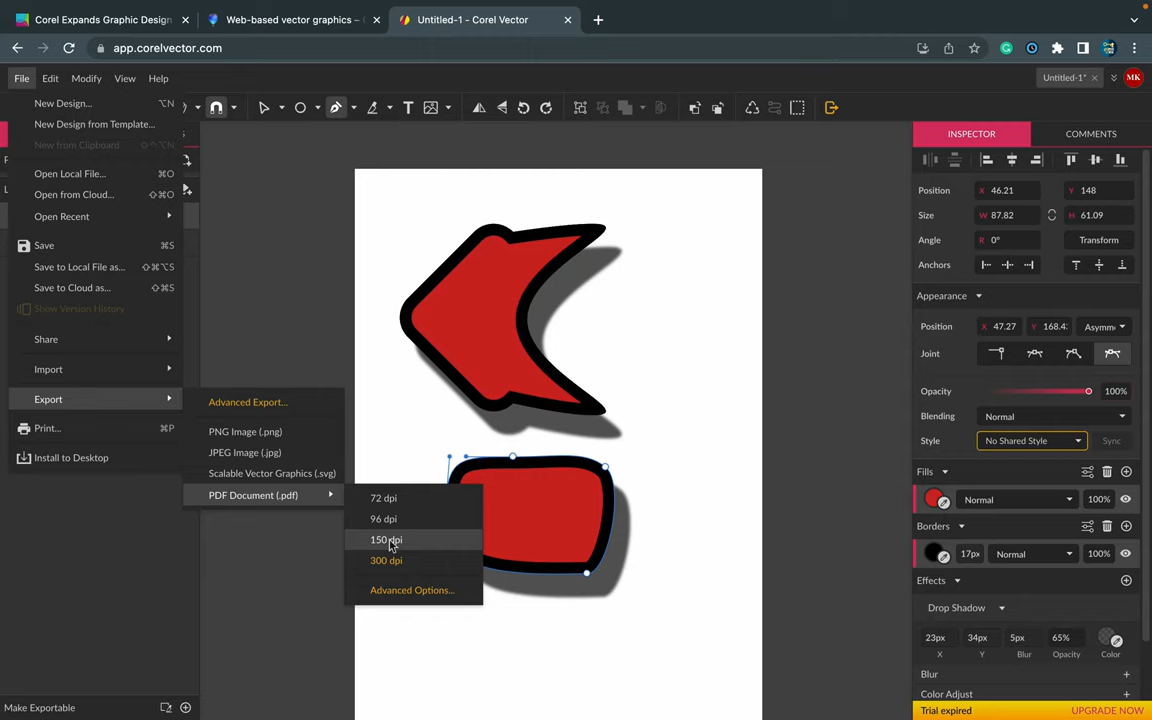 Corel Expands Graphic Design
Web-based vector graphics – (
Untitled-1 - Corel Vector
app.corelvector.com
File Edit Modify View Help
Untitled-1* MK
New Design... ⌥N
New Design from Template...
New from Clipboard ⌥⇧^N
Open Local File... ⌘O
Open from Cloud... ⇧⌘O
Open Recent
Save ⌘S
Save to Local File as... ⇧⌘⌥S
Save to Cloud as... ⇧⌘S
Show Version History
Share
Import
Export
Print... ⌘P
Install to Desktop
Advanced Export...
PNG Image (.png)
JPEG Image (.jpg)
Scalable Vector Graphics (.svg)
PDF Document (.pdf)
72 dpi
96 dpi
150 dpi
300 dpi
Advanced Options...
Make Exportable
INSPECTOR COMMENTS
Position X 46.21 Y 148
Size W 87.82 H 61.09
Angle R 0° Transform
Anchors
Appearance
Position X 47.27 Y 168.4 Asymm
Joint
Opacity 100%
Blending Normal
Style No Shared Style Sync
Fills
Normal 100%
Borders
17px Normal 100%
Effects
Drop Shadow
23px 34px 5px 65%
X Y Blur Opacity Color
Blur
Color Adjust
Trial expired UPGRADE NOW